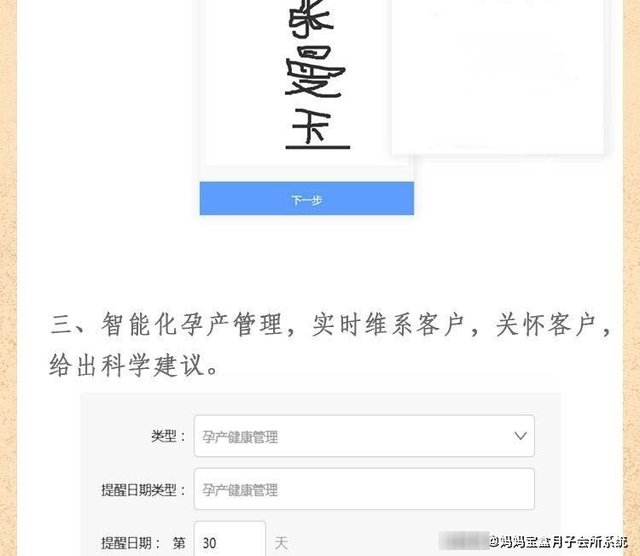 张
曼
玉
下一步
三、智能化孕产管理，实时维系客户，关怀客户，
给出科学建议。
类型： 孕产健康管理
提醒日期类型： 孕产健康管理
提醒日期： 第 30 天
@妈妈宝盒月子会所系统